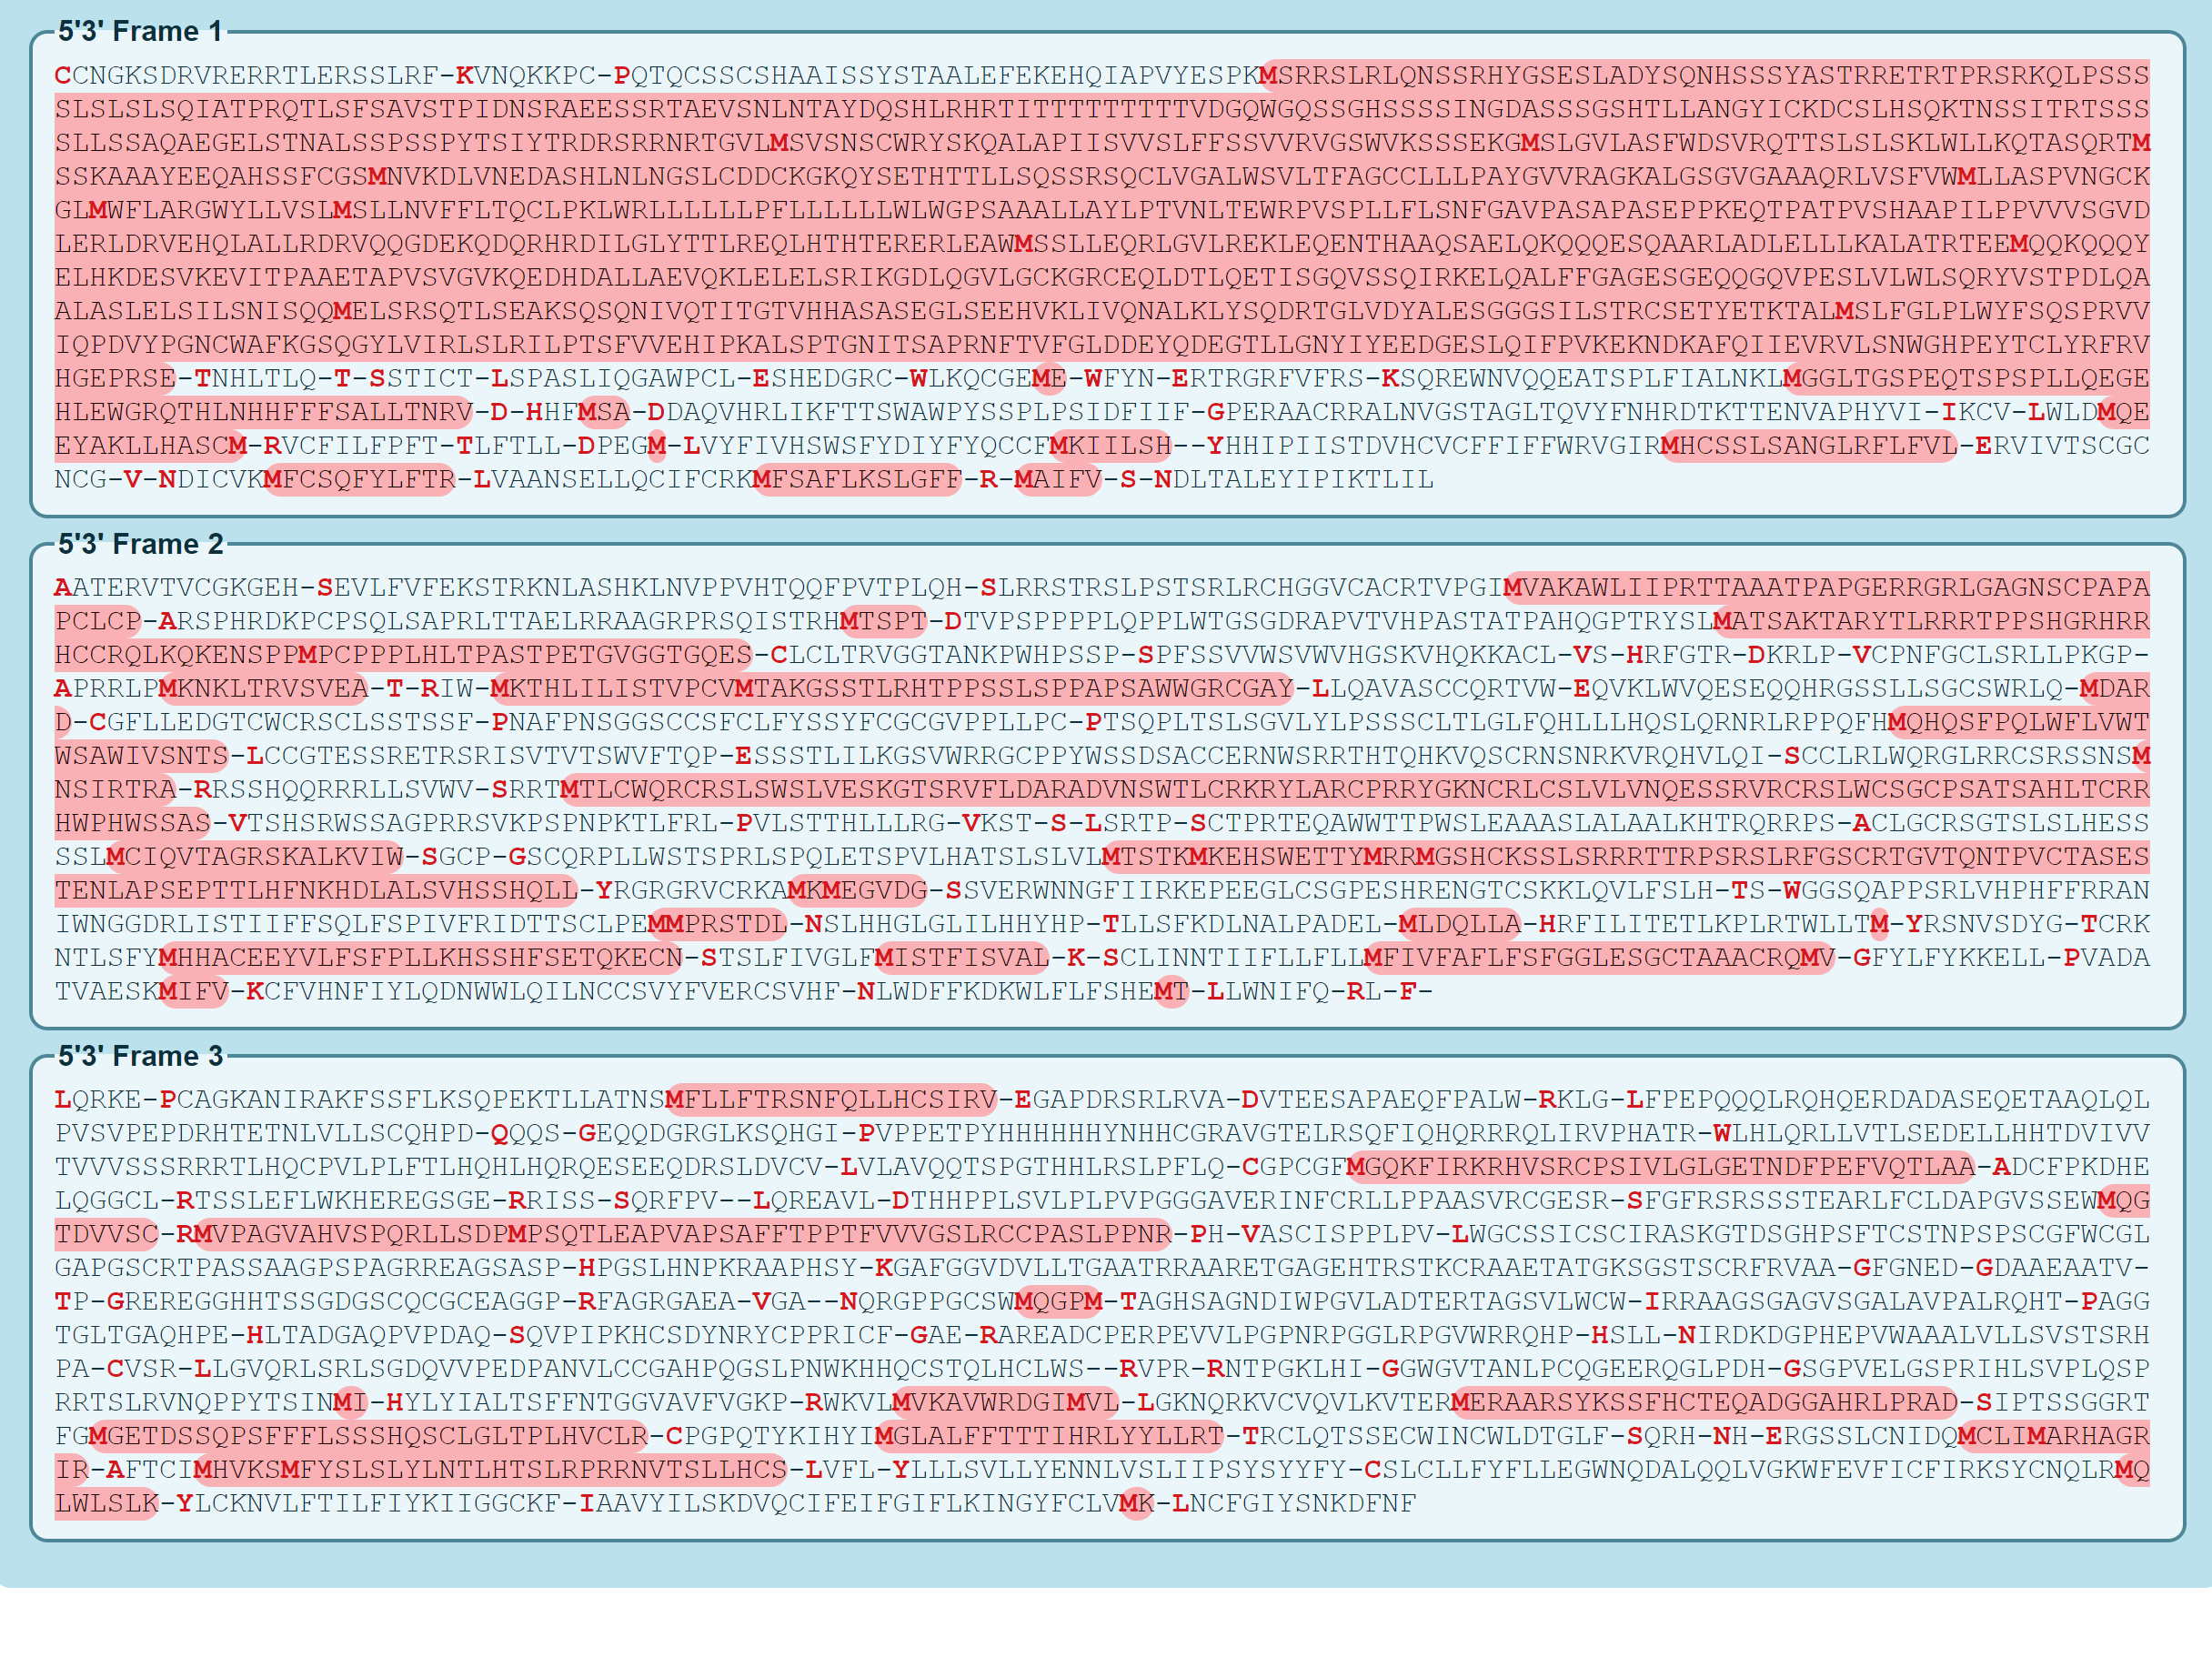 5'3' Frame 1
CCNGKSDRVRERRTLERSSLRF-KVNQKKPC-PQTQCSSCSHAAISSYSTAALEFEKEHQIAPVYESPKMSRRSLRLQNSSRHYGSESLADYSQNHSSSYASTRRETRTPRSRKQLPSSS
SLSLSLSQIATPRQTLSFSAVSTPIDNSRAEESSRTAEVSNLNTAYDQSHLRHRTITTTTTTTTTVDGQWGQSSGHSSSSINGDASSSGSHTLLANGYICKDCSLHSQKTNSSITRTSSS
SLLSSAQAEGELSTNALSSPSSPYTSIYTRDRSRRNRTGVLMSVSNSCWRYSKQALAPIISVVSLFFSSVVRVGSWVKSSSEKGMSLGVLASFWDSVRQTTSLSLSKLWLLKQTASQRTM
SSKAAAYEEQAHSSFCGSMNVKDLVNEDASHLNLNGSLCDDCKGKQYSETHTTLLSQSSRSQCLVGALWSVLTFAGCCLLLPAYGVVRAGKALGSGVGAAAQRLVSFVWMLLASPVNGCK
GLMWFLARGWYLLVSLMSLLNVFFLTQCLPKLWRLLLLLLPFLLLLLLWLWGPSAAALLAYLPTVNLTEWRPVSPLLFLSNFGAVPASAPASEPPKEQTPATPVSHAAPILPPVVVSGVD
LERLDRVEHQLALLRDRVQQGDEKQDQRHRDILGLYTTLREQLHTHTERERLEAWMSSLLEQRLGVLREKLEQENTHAAQSAELQKQQQESQAARLADLELLLKALATRTEEMQQKQQQY
ELHKDESVKEVITPAAETAPVSVGVKQEDHDALLAEVQKLELELSRIKGDLQGVLGCKGRCEQLDTLQETISGQVSSQIRKELQALFFGAGESGEQQGQVPESLVLWLSQRYVSTPDLQA
ALASLELSILSNISQQMELSRSQTLSEAKSQSQNIVQTITGTVHHASASEGLSEEHVKLIVQNALKLYSQDRTGLVDYALESGGGSILSTRCSETYETKTALMSLFGLPLWYFSQSPRVV
IQPDVYPGNCWAFKGSQGYLVIRLSLRILPTSFVVEHIPKALSPTGNITSAPRNFTVFGLDDEYQDEGTLLGNYIYEEDGESLQIFPVKEKNDKAFQIIEVRVLSNWGHPEYTCLYRFRV
HGEPRSE-TNHLTLQ-T-SSTICT-LSPASLIQGAWPCL-ESHEDGRC-WLKQCGEME-WFYN-ERTRGRFVFRS-KSQREWNVQQEATSPLFIALNKLMGGLTGSPEQTSPSPLLQEGE
HLEWGRQTHLNHHFFFSALLTNRV-D-HHFMSA-DDAQVHRLIKFTTSWAWPYSSPLPSIDFIIF-GPERAACRRALNVGSTAGLTQVYFNHRDTKTTENVAPHYVI-IKCV-LWLDMQE
EYAKLLHASCM-RVCFILFPFT-TLFTLL-DPEGM-LVYFIVHSWSFYDIYFYQCCFMKIILSH--YHHIPIISTDVHCVCFFIFFWRVGIRMHCSSLSANGLRFLFVL-ERVIVTSCGC
NCG-V-NDICVKMFCSQFYLFTR-LVAANSELLQCIFCRKMFSAFLKSLGFF-R-MAIFV-S-NDLTALEYIPIKTLIL
5'3' Frame 2
AATERVTVCGKGEH-SEVLFVFEKSTRKNLASHKLNVPPVHTQQFPVTPLQH-SLRRSTRSLPSTSRLRCHGGVCACRTVPGIMVAKAWLIIPRTTAAATPAPGERRGRLGAGNSCPAPA
PCLCP-ARSPHRDKPCPSQLSAPRLTTAELRRAAGRPRSQISTRHMTSPT-DTVPSPPPPLQPPLWTGSGDRAPVTVHPASTATPAHQGPTRYSLMATSAKTARYTLRRRTPPSHGRHRR
HCCRQLKQKENSPPMPCPPPLHLTPASTPETGVGGTGQES-CLCLTRVGGTANKPWHPSSP-SPFSSVVWSVWVHGSKVHQKKACL-VS-HRFGTR-DKRLP-VCPNFGCLSRLLPKGP-
APRRLPMKNKLTRVSVEA-T-RIW-MKTHLILISTVPCVMTAKGSSTLRHTPPSSLSPPAPSAWWGRCGAY-LLQAVASCCQRTVW-EQVKLWVQESEQQHRGSSLLSGCSWRLQ-MDAR
D-CGFLLEDGTCWCRSCLSSTSSF-PNAFPNSGGSCCSFCLFYSSYFCGCGVPPLLPC-PTSQPLTSLSGVLYLPSSSCLTLGLFQHLLLHQSLQRNRLRPPQFHMQHQSFPQLWFLVWT
WSAWIVSNTS-LCCGTESSRETRSRISVTVTSWVFTQP-ESSSTLILKGSVWRRGCPPYWSSDSACCERNWSRRTHTQHKVQSCRNSNRKVRQHVLQI-SCCLRLWQRGLRRCSRSSNSM
NSIRTRA-RRSSHQQRRRLLSVWV-SRRTMTLCWQRCRSLSWSLVESKGTSRVFLDARADVNSWTLCRKRYLARCPRRYGKNCRLCSLVLVNQESSRVRCRSLWCSGCPSATSAHLTCRR
HWPHWSSAS-VTSHSRWSSAGPRRSVKPSPNPKTLFRL-PVLSTTHLLLRG-VKST-S-LSRTP-SCTPRTEQAWWTTPWSLEAAASLALAALKHTRQRRPS-ACLGCRSGTSLSLHESS
SSLMCIQVTAGRSKALKVIW-SGCP-GSCQRPLLWSTSPRLSPQLETSPVLHATSLSLVLMTSTKMKEHSWETTYMRRMGSHCKSSLSRRRTTRPSRSLRFGSCRTGVTQNTPVCTASES
TENLAPSEPTTLHFNKHDLALSVHSSHQLL-YRGRGRVCRKAMKMEGVDG-SSVERWNNGFIIRKEPEEGLCSGPESHRENGTCSKKLQVLFSLH-TS-WGGSQAPPSRLVHPHFFRRAN
IWNGGDRLISTIIFFSQLFSPIVFRIDTTSCLPEMMPRSTDL-NSLHHGLGLILHHYHP-TLLSFKDLNALPADEL-MLDQLLA-HRFILITETLKPLRTWLLTM-YRSNVSDYG-TCRK
NTLSFYMHHACEEYVLFSFPLLKHSSHFSETQKECN-STSLFIVGLFMISTFISVAL-K-SCLINNTIIFLLFLLMFIVFAFLFSFGGLESGCTAAACRQMV-GFYLFYKKELL-PVADA
TVAESKMIFV-KCFVHNFIYLQDNWWLQILNCCSVYFVERCSVHF-NLWDFFKDKWLFLFSHEMT-LLWNIFQ-RL-F-
5'3' Frame 3
LQRKE-PCAGKANIRAKFSSFLKSQPEKTLLATNSMFLLFTRSNFQLLHCSIRV-EGAPDRSRLRVA-DVTEESAPAEQFPALW-RKLG-LFPEPQQQLRQHQERDADASEQETAAQLQL
PVSVPEPDRHTETNLVLLSCQHPD-QQQS-GEQQDGRGLKSQHGI-PVPPETPYHHHHHHYNHHCGRAVGTELRSQFIQHQRRRQLIRVPHATR-WLHLQRLLVTLSEDELLHHTDVIVV
TVVVSSSRRRTLHQCPVLPLFTLHQHLHQRQESEEQDRSLDVCV-LVLAVQQTSPGTHHLRSLPFLQ-CGPCGFMGQKFIRKRHVSRCPSIVLGLGETNDFPEFVQTLAA-ADCFPKDHE
LQGGCL-RTSSLEFLWKHEREGSGE-RRISS-SQRFPV--LQREAVL-DTHHPPLSVLPLPVPGGGAVERINFCRLLPPAASVRCGESR-SFGFRSRSSSTEARLFCLDAPGVSSEWMQG
TDVVSC-RMVPAGVAHVSPQRLLSDPMPSQTLEAPVAPSAFFTPPTFVVVGSLRCCPASLPPNR-PH-VASCISPPLPV-LWGCSSICSCIRASKGTDSGHPSFTCSTNPSPSCGFWCGL
GAPGSCRTPASSAAGPSPAGRREAGSASP-HPGSLHNPKRAAPHSY-KGAFGGVDVLLTGAATRRAARETGAGEHTRSTKCRAAETATGKSGSTSCRFRVAA-GFGNED-GDAAEAATV-
TP-GREREGGHHTSSGDGSCQCGCEAGGP-RFAGRGAEA-VGA--NQRGPPGCSWMQGPM-TAGHSAGNDIWPGVLADTERTAGSVLWCW-IRRAAGSGAGVSGALAVPALRQHT-PAGG
TGLTGAQHPE-HLTADGAQPVPDAQ-SQVPIPKHCSDYNRYCPPRICF-GAE-RAREADCPERPEVVLPGPNRPGGLRPGVWRRQHP-HSLL-NIRDKDGPHEPVWAAALVLLSVSTSRH
PA-CVSR-LLGVQRLSRLSGDQVVPEDPANVLCCGAHPQGSLPNWKHHQCSTQLHCLWS--RVPR-RNTPGKLHI-GGWGVTANLPCQGEERQGLPDH-GSGPVELGSPRIHLSVPLQSP
RRTSLRVNQPPYTSINMI-HYLYIALTSFFNTGGVAVFVGKP-RWKVLMVKAVWRDGIMVL-LGKNQRKVCVQVLKVTERMERAARSYKSSFHCTEQADGGAHRLPRAD-SIPTSSGGRT
FGMGETDSSQPSFFFLSSSHQSCLGLTPLHVCLR-CPGPQTYKIHYIMGLALFFTTTIHRLYYLLRT-TRCLQTSSECWINCWLDTGLF-SQRH-NH-ERGSSLCNIDQMCLIMARHAGR
IR-AFTCIMHVKSMFYSLSLYLNTLHTSLRPRRNVTSLLHCS-LVFL-YLLLSVLLYENNLVSLIIPSYSYYFY-CSLCLLFYFLLEGWNQDALQQLVGKWFEVFICFIRKSYCNQLRMQ
LWLSLK-YLCKNVLFTILFIYKIIGGCKF-IAAVYILSKDVQCIFEIFGIFLKINGYFCLVMK-LNCFGIYSNKDFNF